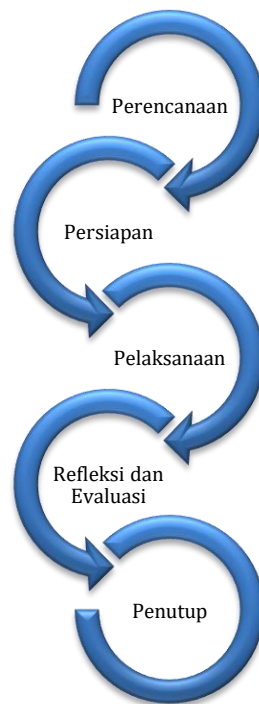 Perencanaan
Persiapan
Pelaksanaan
Refleksi dan
Evaluasi
Penutup